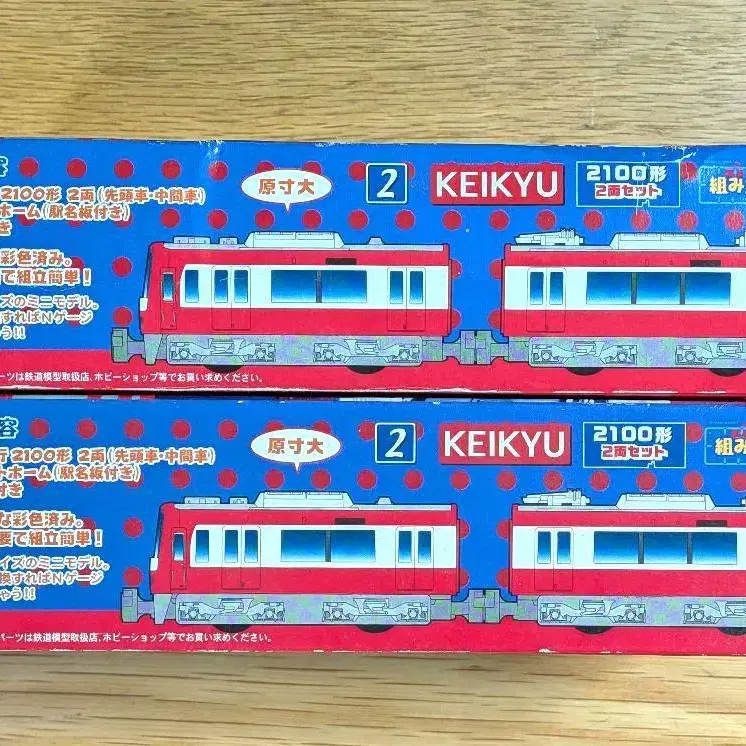 容
2100形 2両(先頭車・中間車)
ホーム(駅名板付き)
き
彩色済み。
で組立簡単!
イズのミニモデル。
すればNゲージ
ゃう!!
原寸大
2
KEIKYU
2100形
2両セット
組み
パーツは鉄道模型取扱店、ホビーショップ等でお買い求めください。
容
行2100形 2両(先頭車・中間車)
トホーム(駅名板付き)
付き
な彩色済み。
要で組立簡単!
イズのミニモデル。
換すればNゲージ
ちゃう!!
原寸大
2
KEIKYU
2100形
2両セット
組み
パーツは鉄道模型取扱店、ホビーショップ等でお買い求めください。